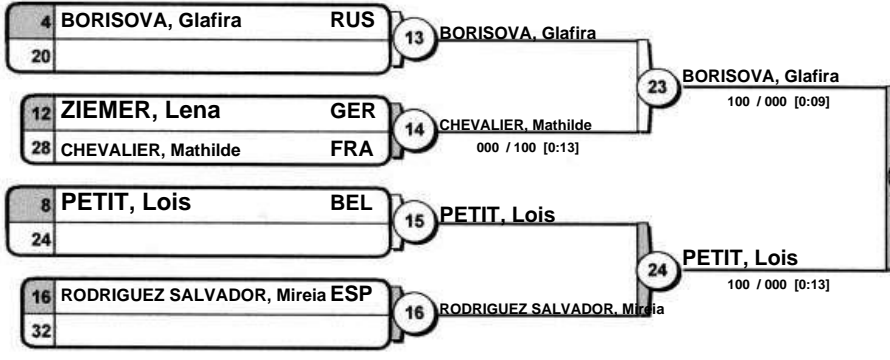 4 BORISOVA, Glafira RUS
20
13 BORISOVA, Glafira
12 ZIEMER, Lena GER
28 CHEVALIER, Mathilde FRA
14 CHEVALIER, Mathilde
000 / 100 [0:13]
23 BORISOVA, Glafira
100 / 000 [0:09]
8 PETIT, Lois BEL
24
15 PETIT, Lois
16 RODRIGUEZ SALVADOR, Mireia ESP
32
16 RODRIGUEZ SALVADOR, Mireia
24 PETIT, Lois
100 / 000 [0:13]